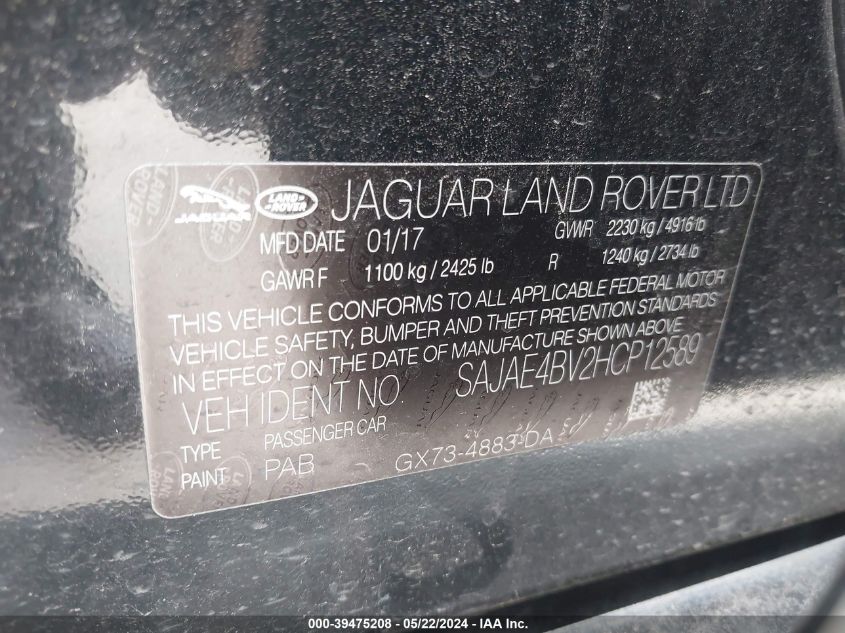 JAGUAR LAND ROVER JAGUAR LAND ROVER LTD
MFD DATE 01/17 GVWR 2230 kg / 4916 lb
GAWR F 1100 kg / 2425 lb R 1240 kg / 2734 lb
THIS VEHICLE CONFORMS TO ALL APPLICABLE FEDERAL MOTOR
VEHICLE SAFETY, BUMPER AND THEFT PREVENTION STANDARDS
IN EFFECT ON THE DATE OF MANUFACTURE SHOWN ABOVE
VEH IDENT NO. SAJAE4BV2HCP12589
TYPE PASSENGER CAR
PAINT PAB GX73-4883-DA
000-39475208 - 05/22/2024 - IAA Inc.